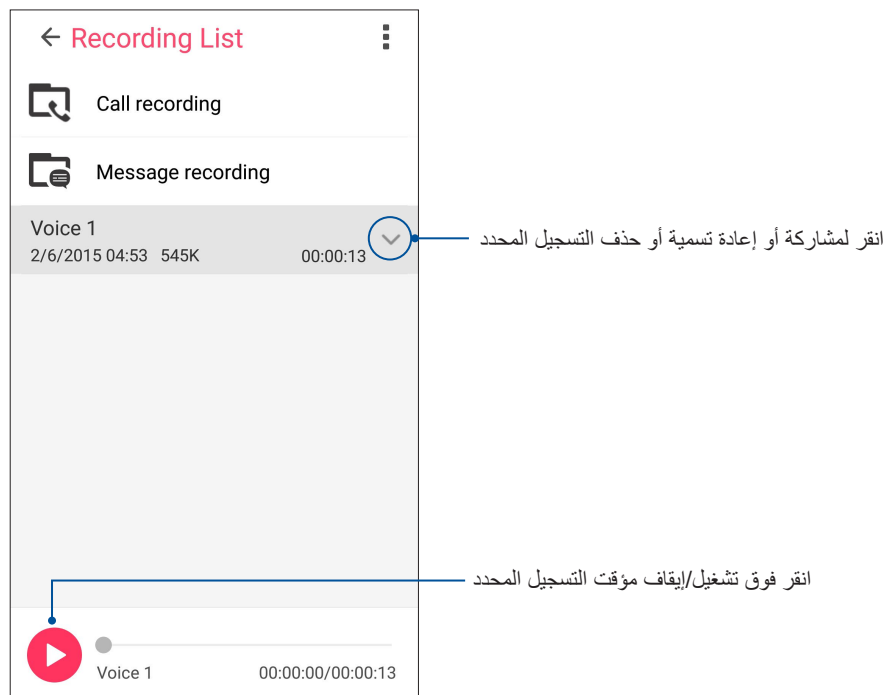 Recording List
Call recording
Message recording
Voice 1
2/6/2015 04:53 545K 00:00:13
انقر لمشاركة أو إعادة تسمية أو حذف التسجيل المحدد
انقر فوق تشغيل/إيقاف مؤقت التسجيل المحدد
Voice 1 00:00:00/00:00:13